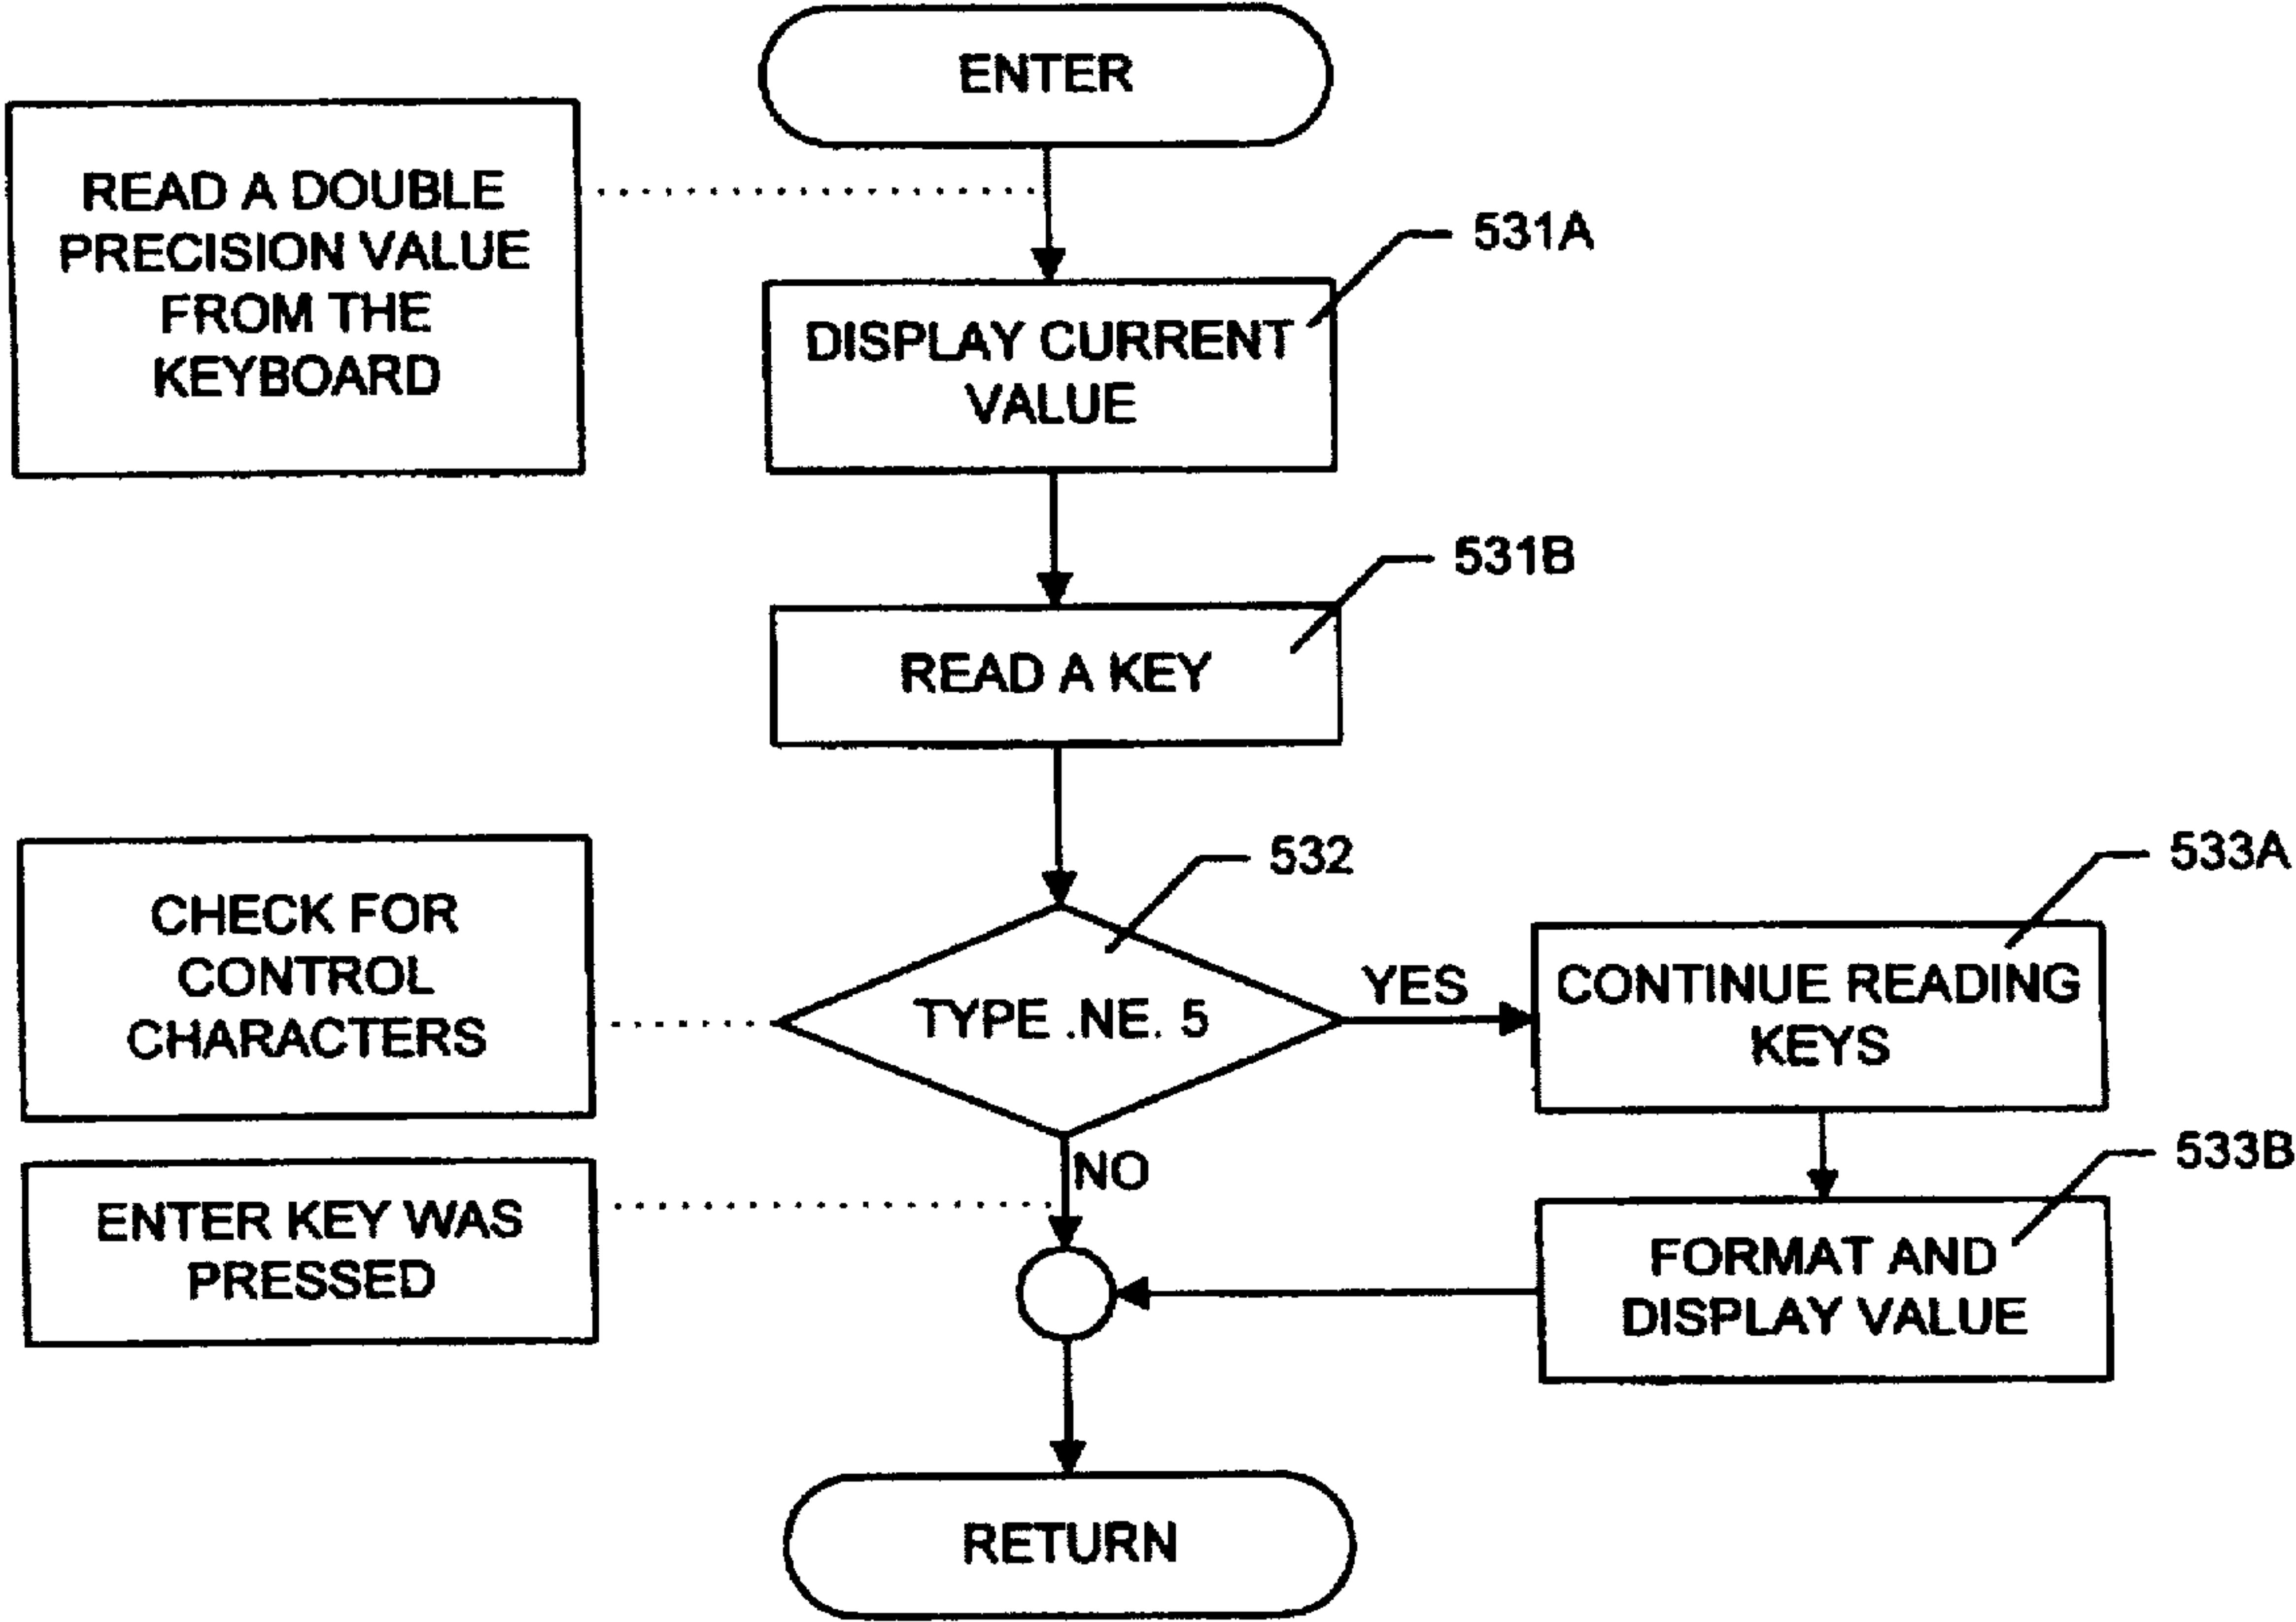 ENTER
READ A DOUBLE
PRECISION VALUE
FROM THE
KEYBOARD
531A
DISPLAY CURRENT
VALUE
531B
READ A KEY
532
533A
CHECK FOR
CONTROL
CHARACTERS
TYPE .NE. 5
YES
CONTINUE READING
KEYS
NO
533B
ENTER KEY WAS
PRESSED
FORMAT AND
DISPLAY VALUE
RETURN